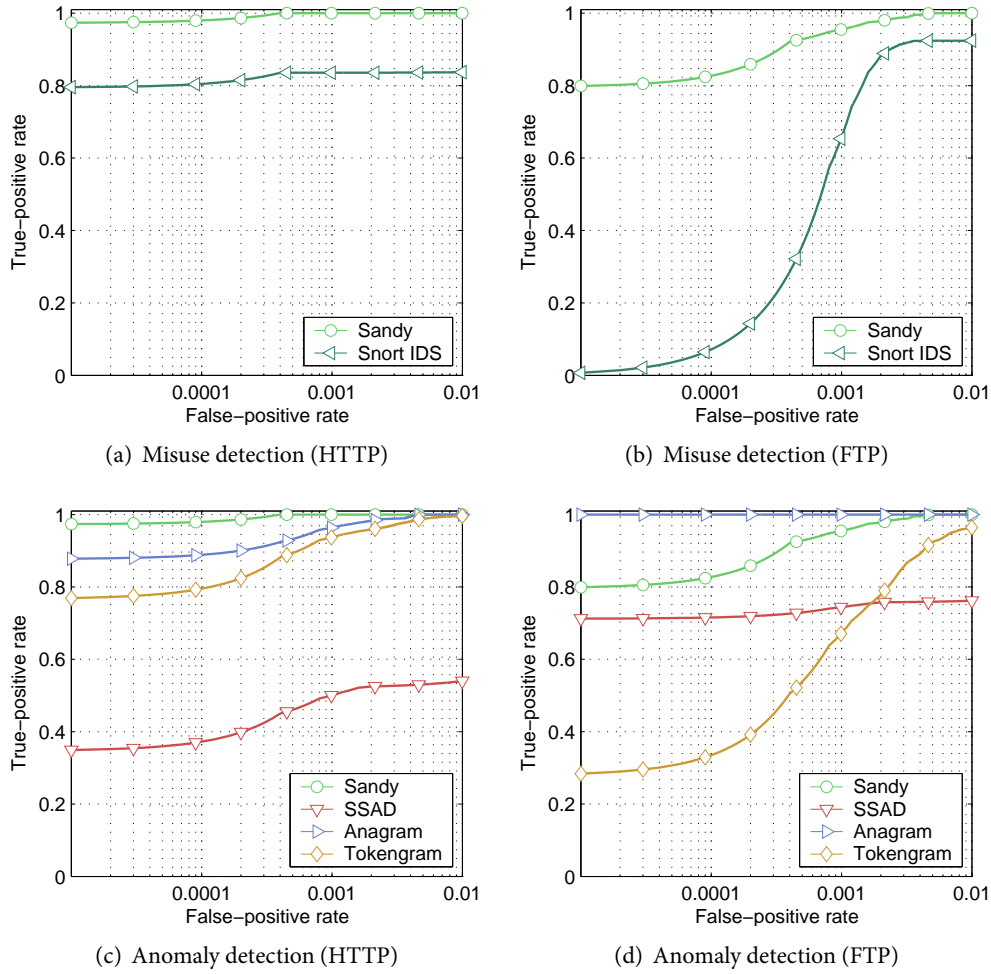 1
0.8
0.6
0.4
0.2
0
True−positive rate
0.0001
0.001
0.01
False−positive rate
Sandy
Snort IDS
(a) Misuse detection (HTTP)
1
0.8
0.6
0.4
0.2
0
True−positive rate
0.0001
0.001
0.01
False−positive rate
Sandy
Snort IDS
(b) Misuse detection (FTP)
1
0.8
0.6
0.4
0.2
0
True−positive rate
0.0001
0.001
0.01
False−positive rate
Sandy
SSAD
Anagram
Tokengram
(c) Anomaly detection (HTTP)
1
0.8
0.6
0.4
0.2
0
True−positive rate
0.0001
0.001
0.01
False−positive rate
Sandy
SSAD
Anagram
Tokengram
(d) Anomaly detection (FTP)